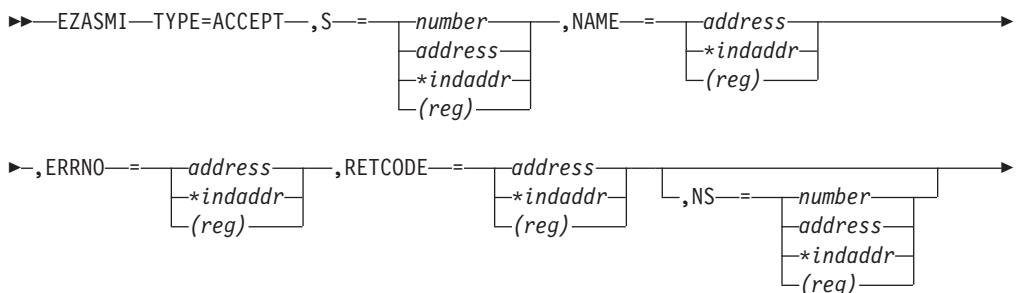 EZASMI TYPE=ACCEPT ,S = number ,NAME = address
address *indaddr
*indaddr (reg)
(reg)
,ERRNO = address ,RETCODE = address
*indaddr *indaddr ,NS = number
(reg) (reg) address
*indaddr
(reg)